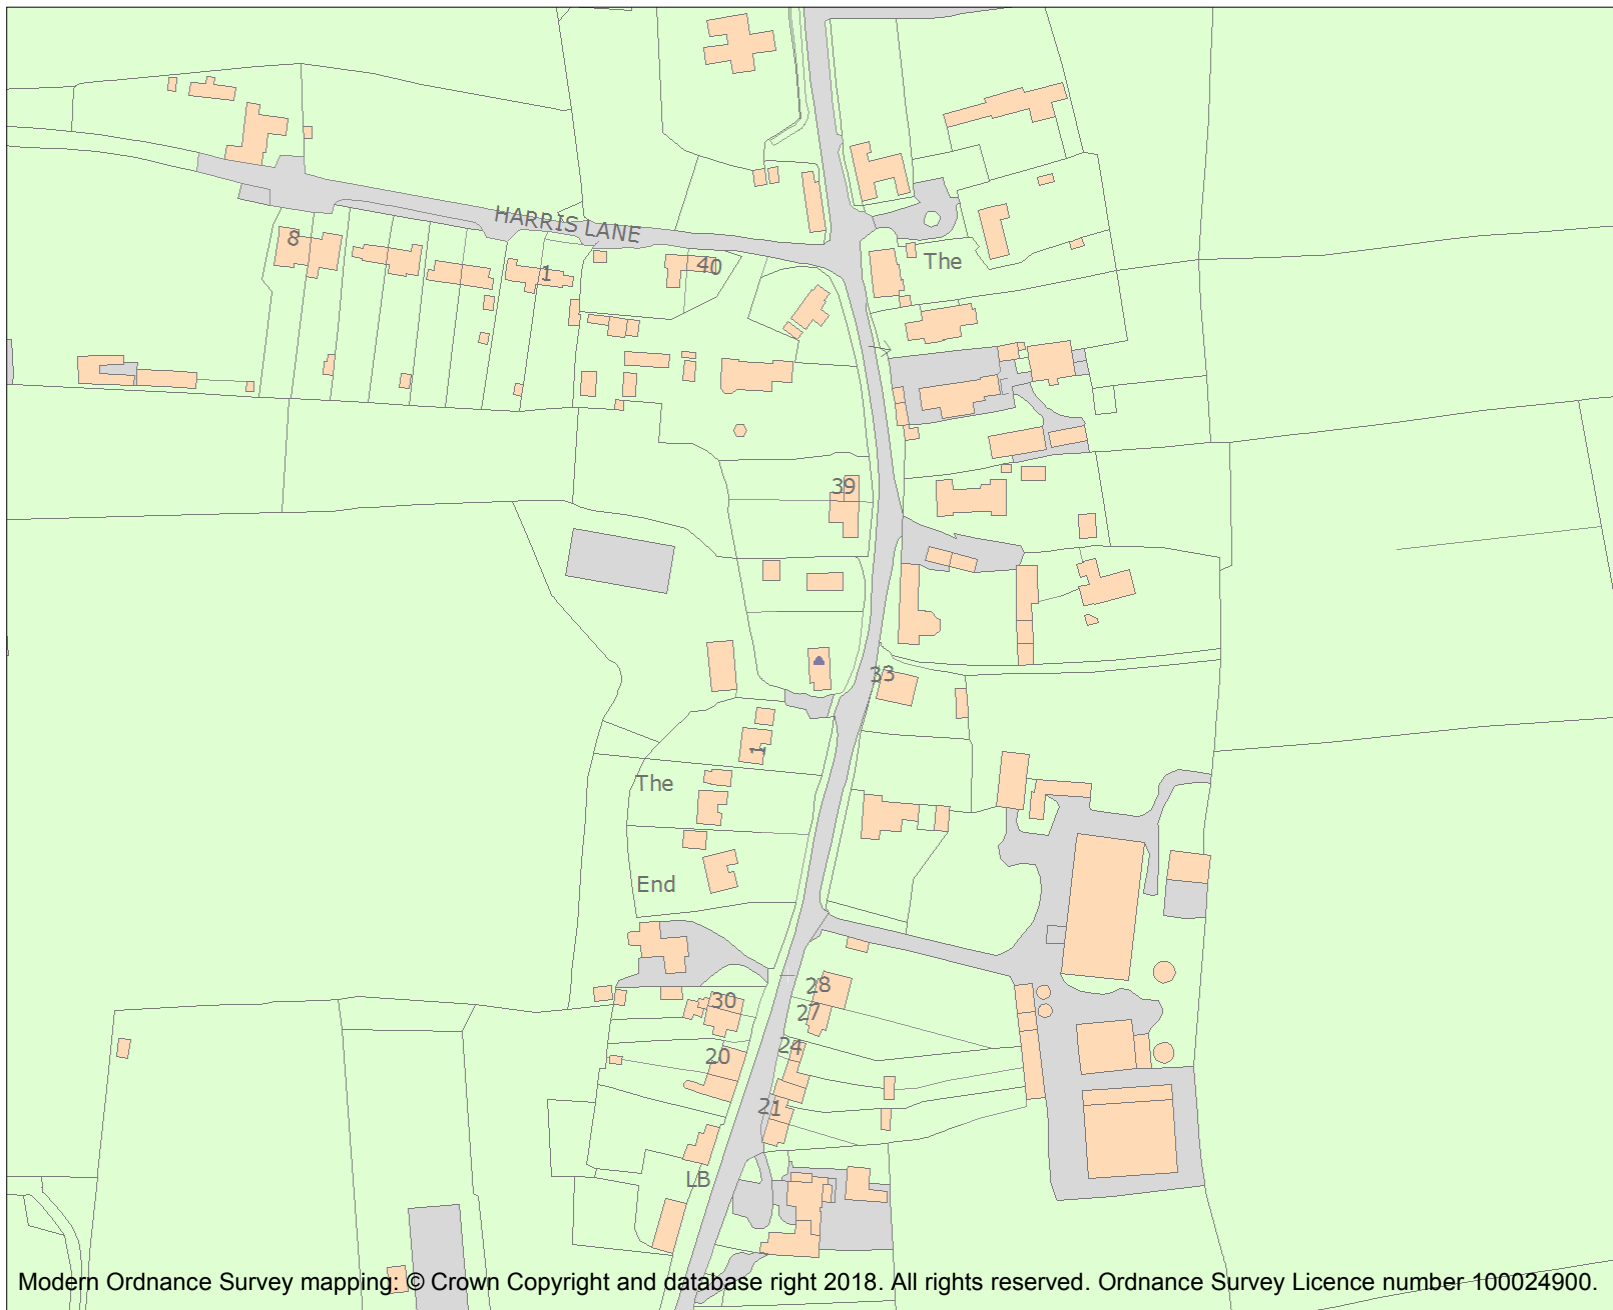 HARRIS LANE
8
1
40
The
39
33
1
The
End
28
30
27
24
20
21
LB
Modern Ordnance Survey mapping: © Crown Copyright and database right 2018. All rights reserved. Ordnance Survey Licence number 100024900.